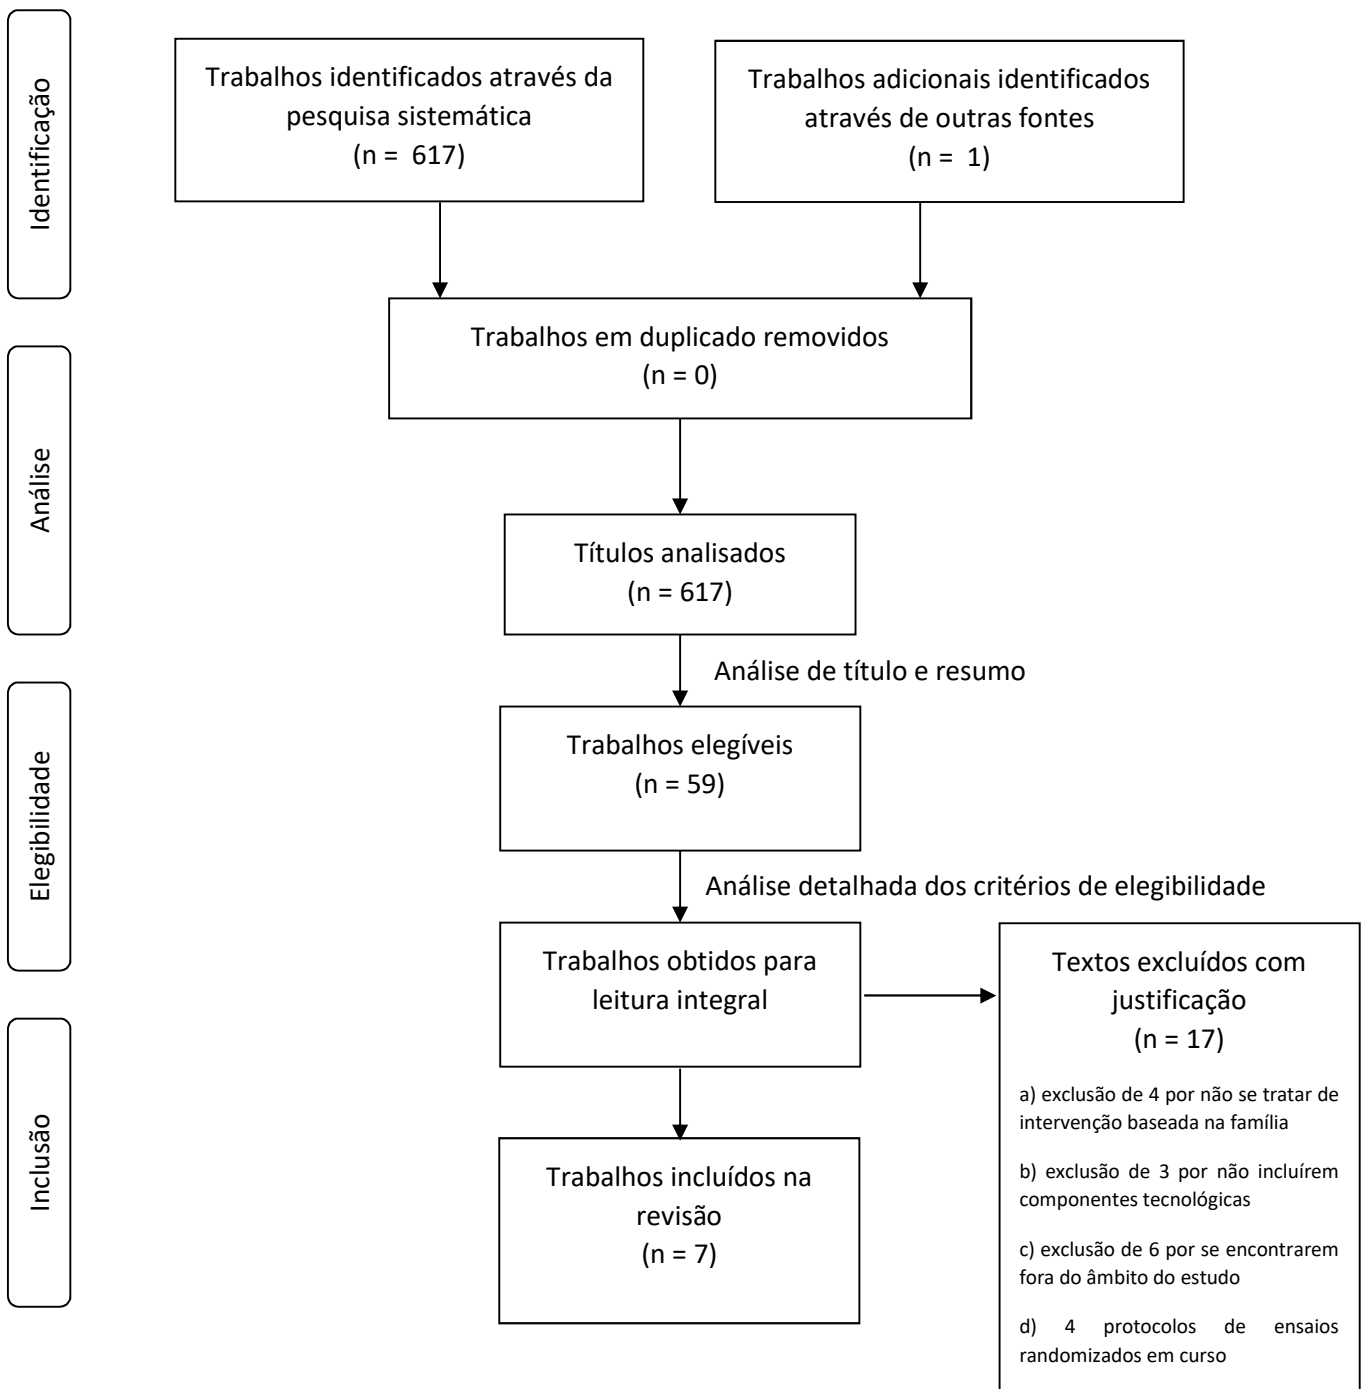 Identificação
Trabalhos identificados através da
pesquisa sistemática
(n =  617)
Trabalhos adicionais identificados
através de outras fontes
(n =  1)
Trabalhos em duplicado removidos
(n = 0)
Análise
Títulos analisados
(n = 617)
Análise de título e resumo
Elegibilidade
Trabalhos elegíveis
(n = 59)
Análise detalhada dos critérios de elegibilidade
Trabalhos obtidos para
leitura integral
Textos excluídos com
justificação
(n = 17)
a) exclusão de 4 por não se tratar de
intervenção baseada na família
b) exclusão de 3 por não incluírem
componentes tecnológicas
c) exclusão de 6 por se encontrarem
fora do âmbito do estudo
d) 4 protocolos de ensaios
randomizados em curso
Inclusão
Trabalhos incluídos na
revisão
(n = 7)